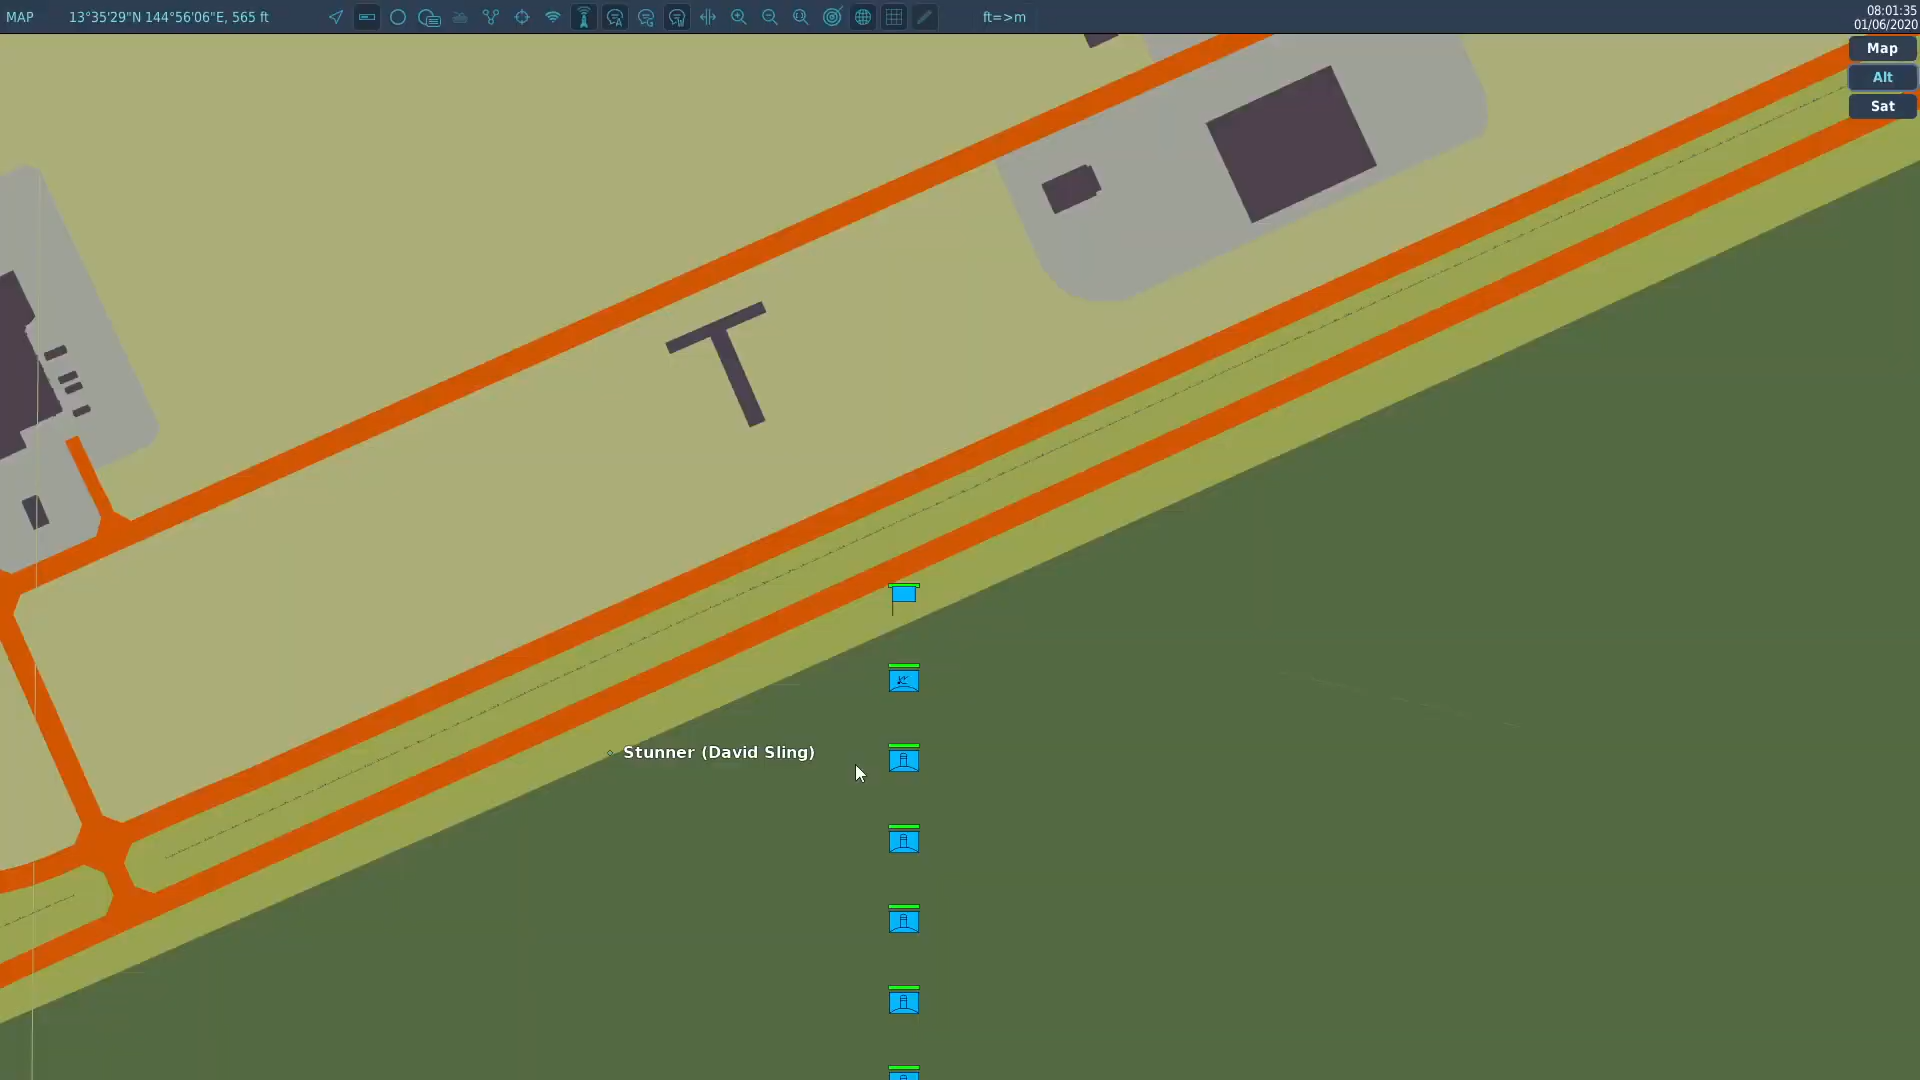 MAP 13°35'29"N 144°56'06"E, 565 ft ft=>m 08:01:35
01/06/2020
Map
Alt
Sat
Stunner (David Sling)